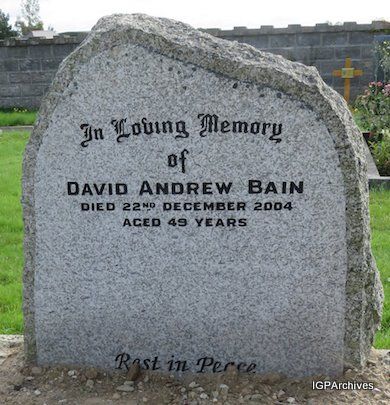 In Loving Memory
of
DAVID ANDREW BAIN
DIED 22ND DECEMBER 2004
AGED 49 YEARS
Rest in Peace
IGPArchives